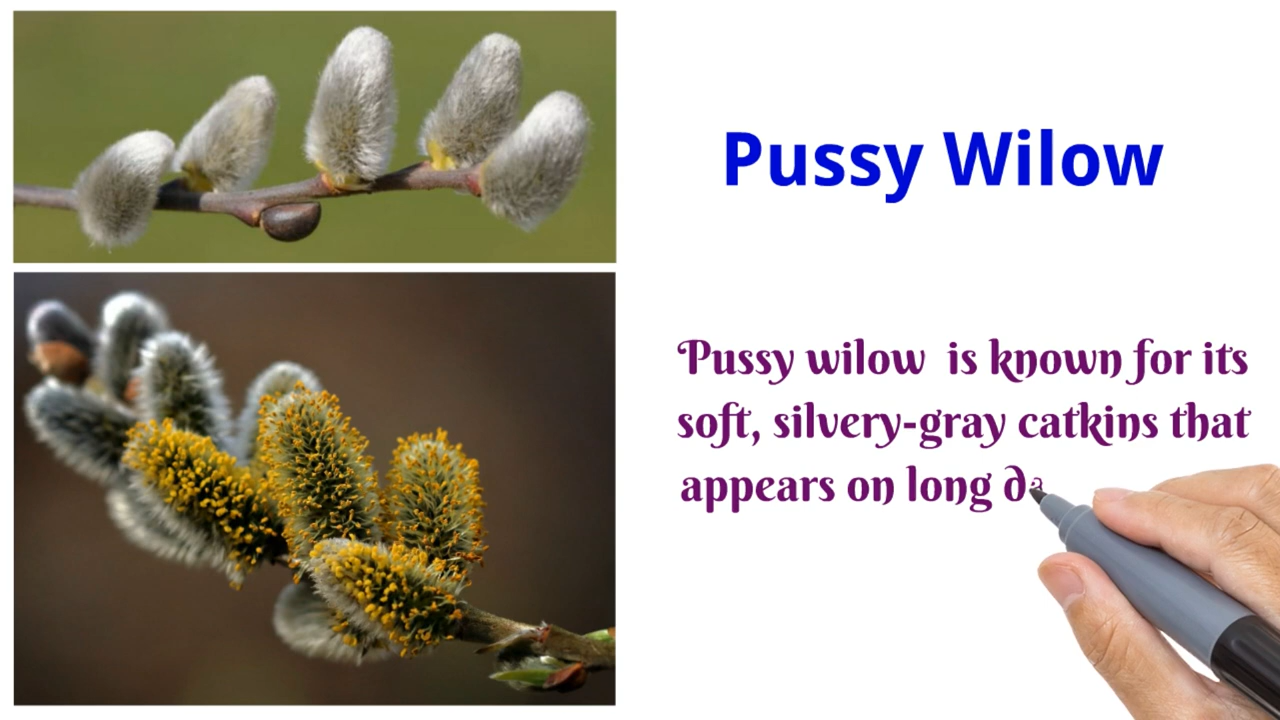 Pussy Wilow
Pussy wilow is known for its
soft, silvery-gray catkins that
appears on long